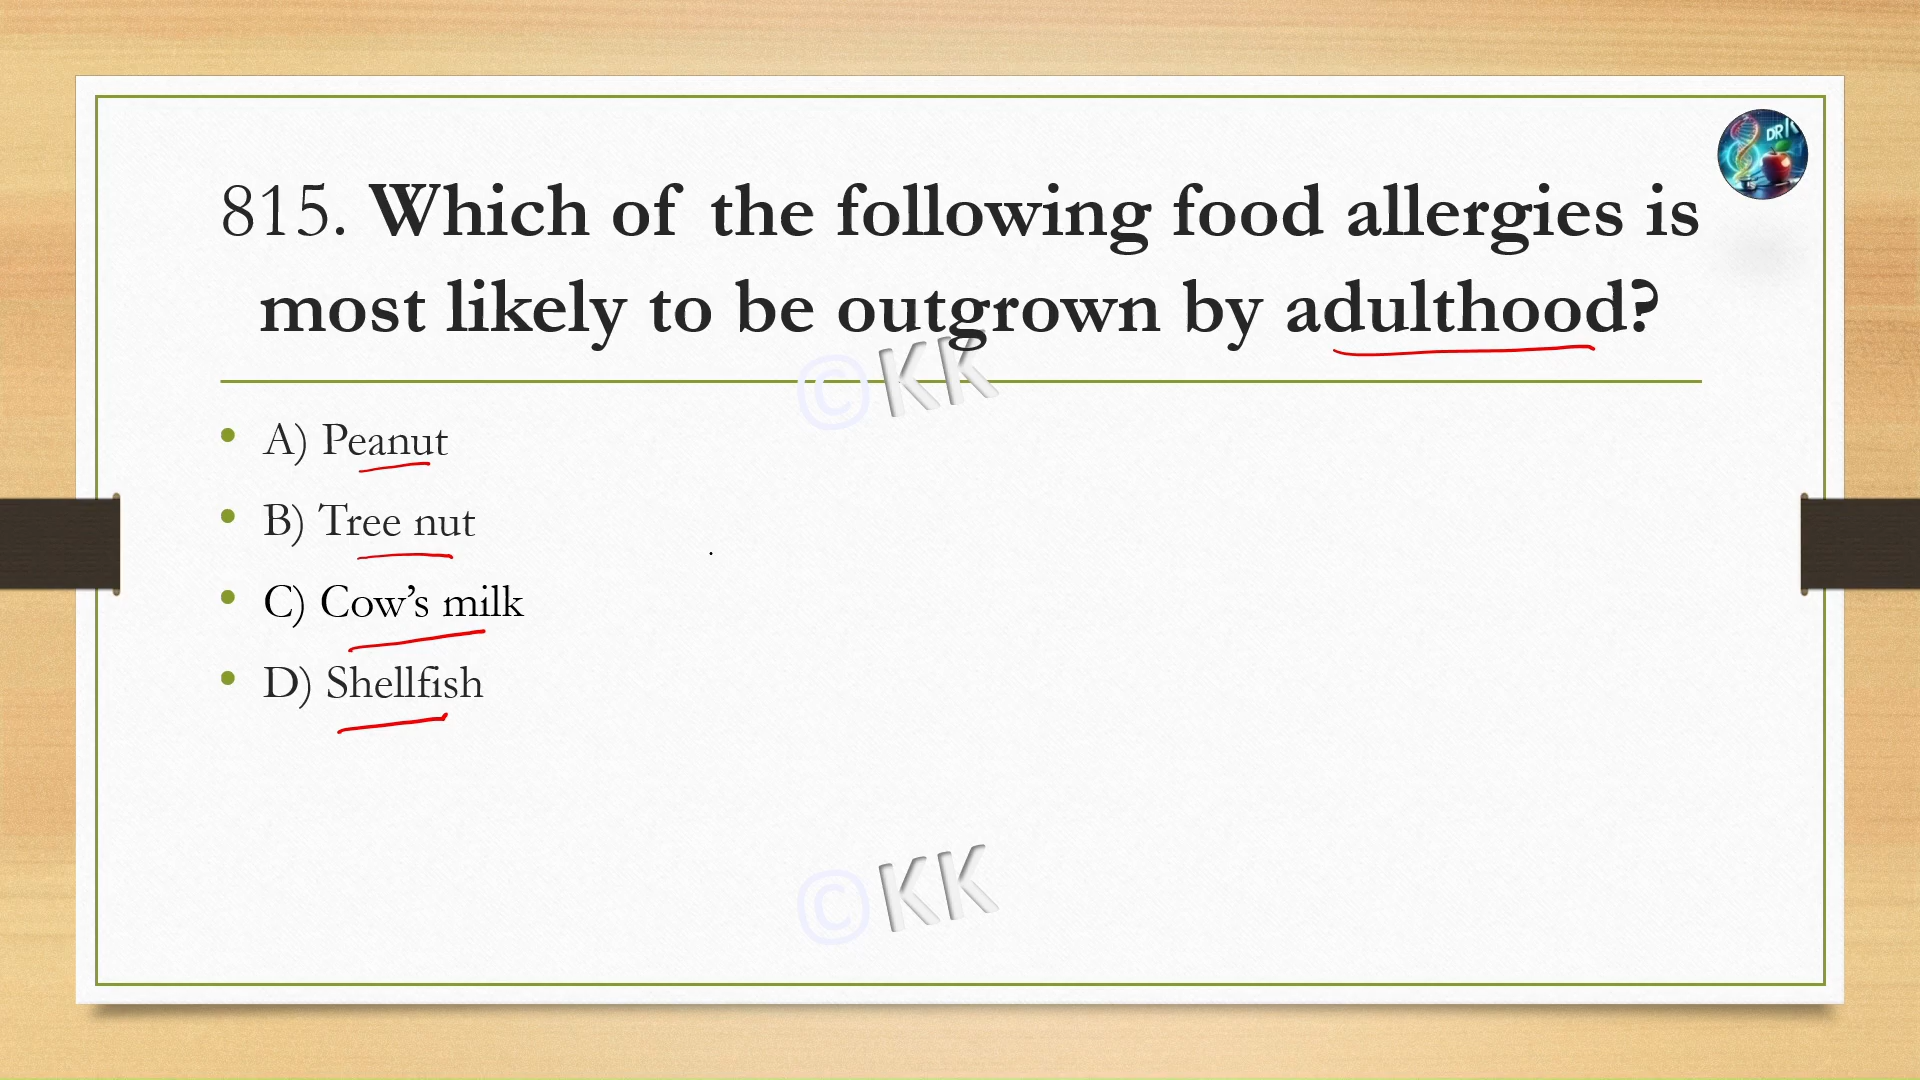 815. Which of the following food allergies is
most likely to be outgrown by adulthood?
©KK
• A) Peanut
• B) Tree nut
• C) Cow’s milk
• D) Shellfish
©KK
DR